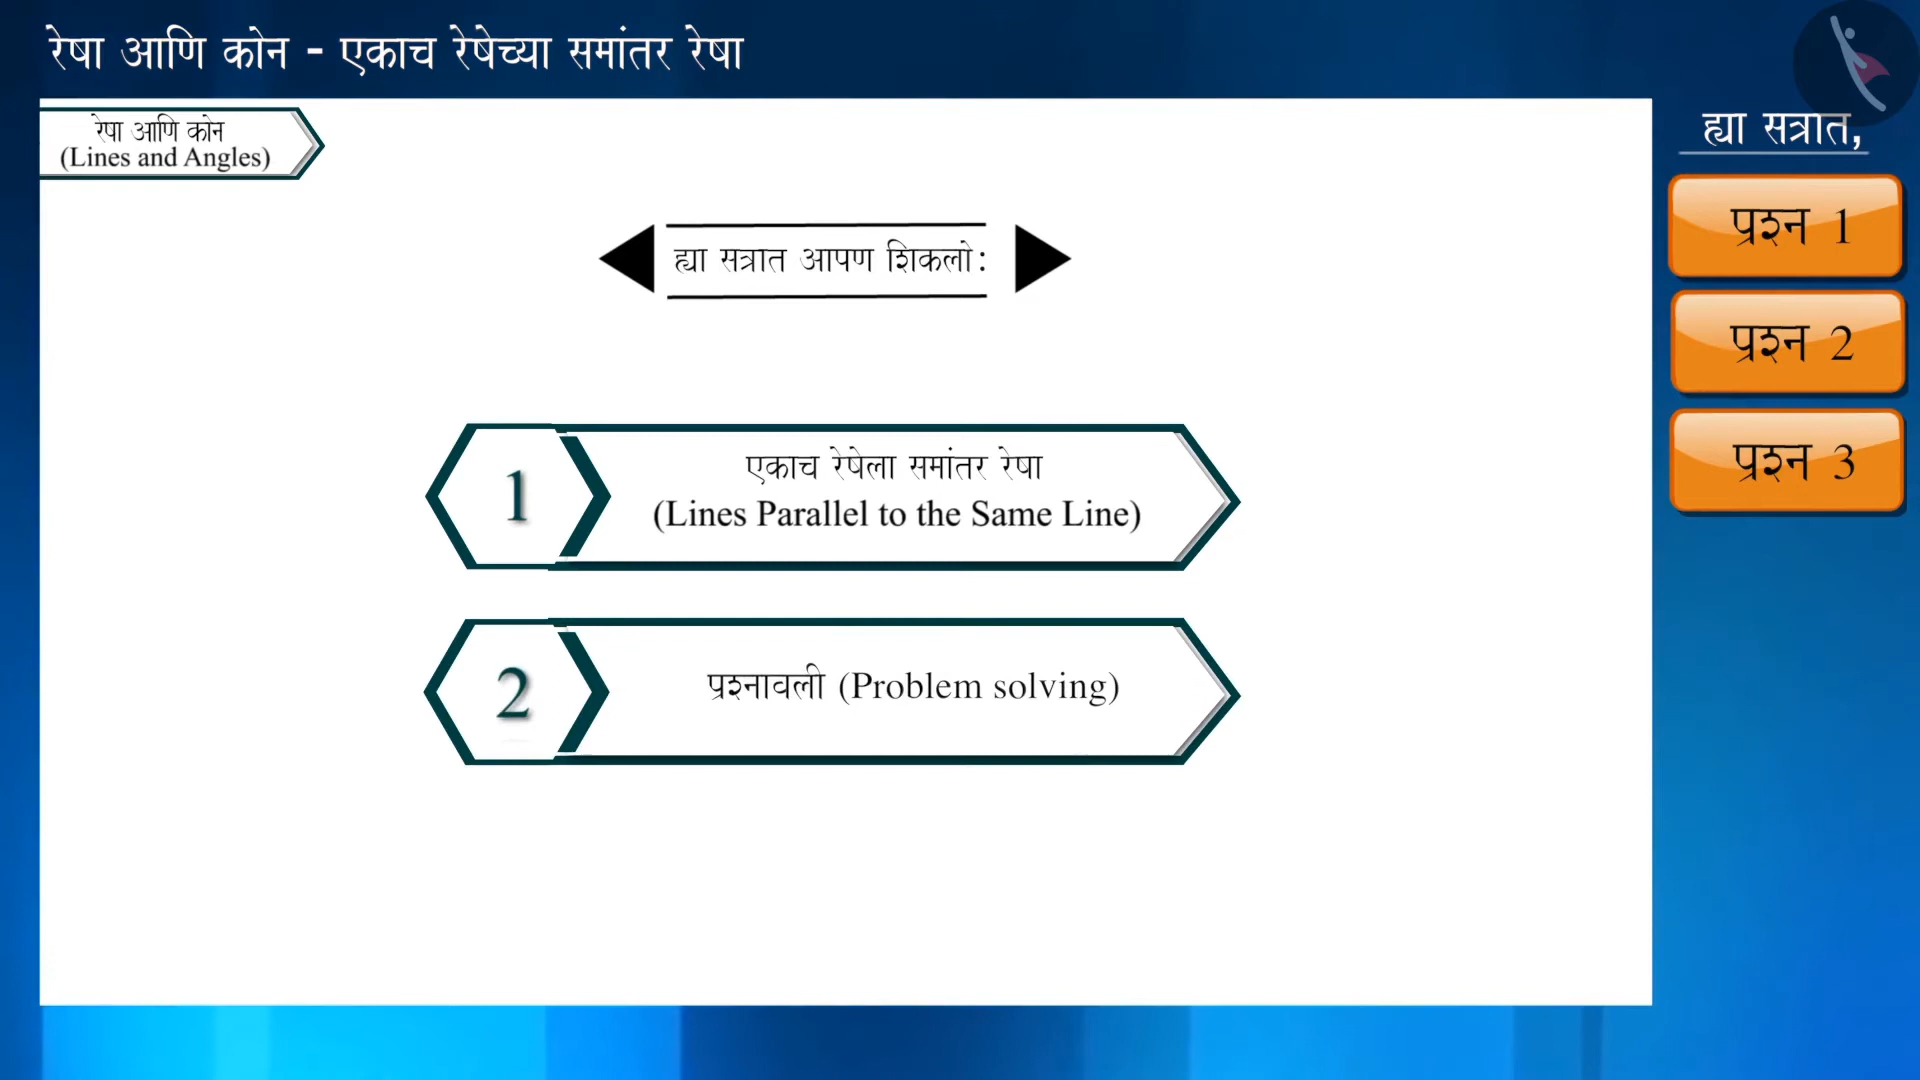 रेषा आणि कोन - एकाच रेषेच्या समांतर रेषा
रेषा आणि कोन
(Lines and Angles)
ह्या सत्रात आपण शिकलो:
1
एकाच रेषेला समांतर रेषा
(Lines Parallel to the Same Line)
2
प्रश्नावली (Problem solving)
ह्या सत्रात,
प्रश्न 1
प्रश्न 2
प्रश्न 3